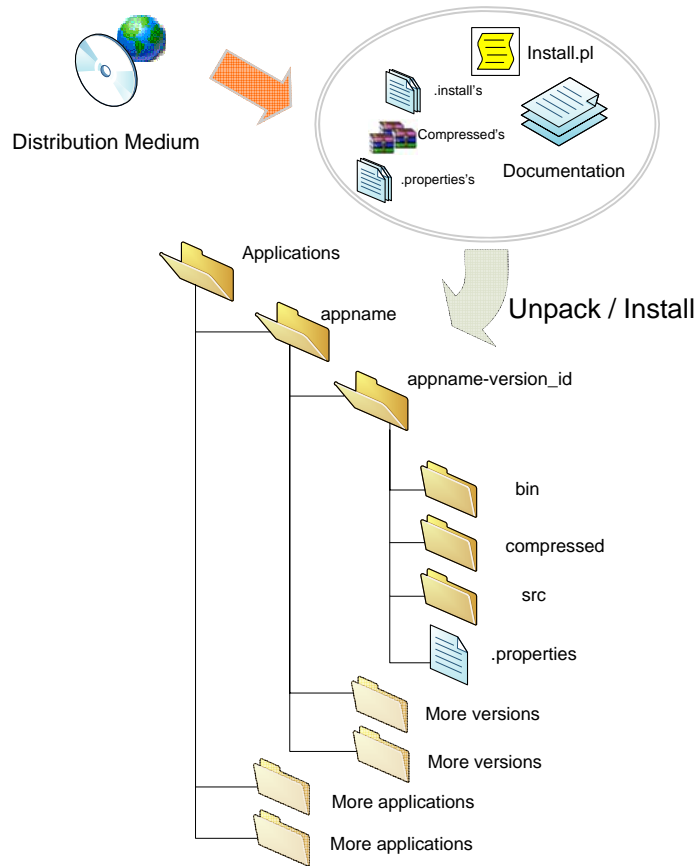 Install.pl
.install's
Distribution Medium
Compressed's
Documentation
.properties's
Applications
Unpack / Install
appname
appname-version_id
bin
compressed
src
.properties
More versions
More versions
More applications
More applications